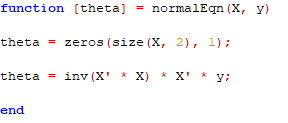 function [theta] = normalEqn(X, y)
theta = zeros(size(X, 2), 1);
theta = inv(X' * X) * X' * y;
end